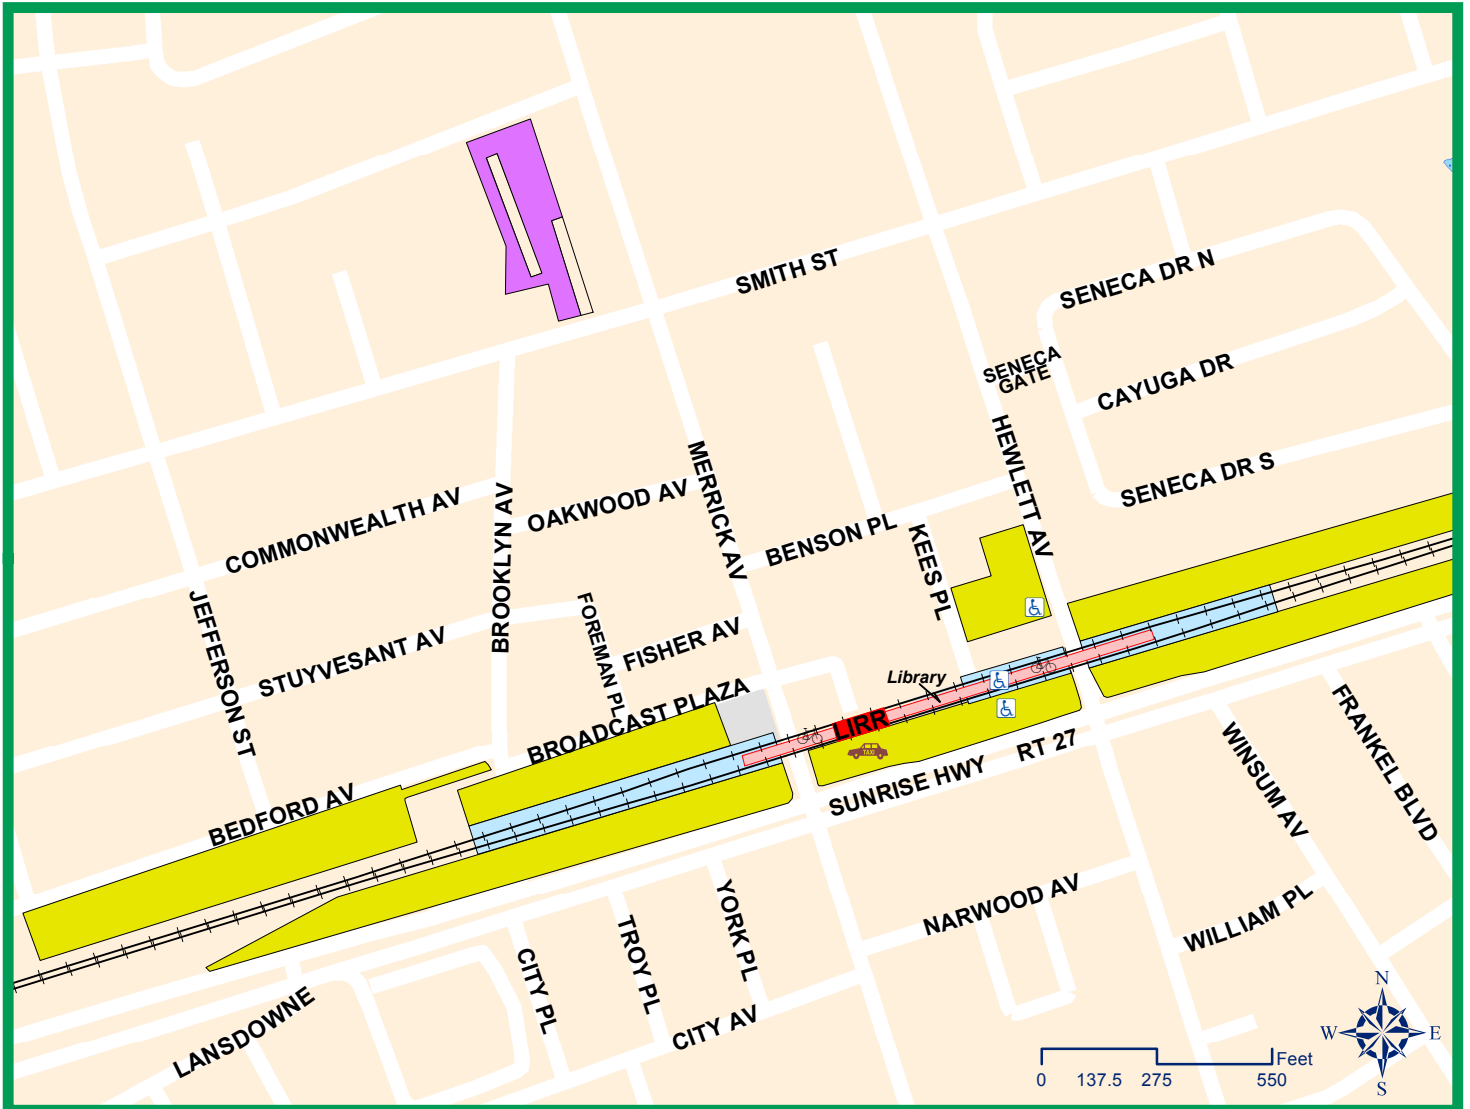 SMITH ST
SENECA DR N
SENECA
GATE
CAYUGA DR
HEWLETT AV
SENECA DR S
MERRICK AV
COMMONWEALTH AV
BROOKLYN AV
OAKWOOD AV
BENSON PL
KEES PL
JEFFERSON ST
STUYVESANT AV
FOREMAN PL
FISHER AV
BROADCAST PLAZA
Library
LIRR
TAXI
BEDFORD AV
SUNRISE HWY
RT 27
WINSUM AV
FRANKEL BLVD
NARWOOD AV
WILLIAM PL
YORK PL
TROY PL
CITY PL
CITY AV
LANSDOWNE
N
W
E
S
Feet
0 137.5 275 550